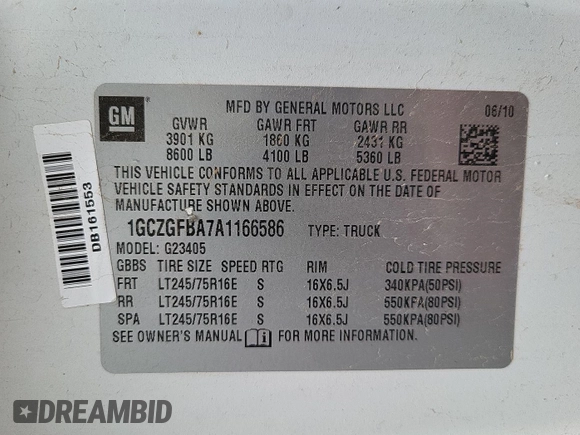 GM
MFD BY GENERAL MOTORS LLC 06/10
GVWR GAWR FRT GAWR RR
3901 KG 1860 KG 2431 KG
8600 LB 4100 LB 5360 LB
THIS VEHICLE CONFORMS TO ALL APPLICABLE U.S. FEDERAL MOTOR
VEHICLE SAFETY STANDARDS IN EFFECT ON THE DATE OF
MANUFACTURE SHOWN ABOVE.
1GCZGFBA7A1166586 TYPE: TRUCK
MODEL: G23405
GBBS TIRE SIZE SPEED RTG RIM COLD TIRE PRESSURE
FRT LT245/75R16E S 16X6.5J 340KPA(50PSI)
RR LT245/75R16E S 16X6.5J 550KPA(80PSI)
SPA LT245/75R16E S 16X6.5J 550KPA(80PSI)
SEE OWNER'S MANUAL FOR MORE INFORMATION.
DB161553
DREAMBID